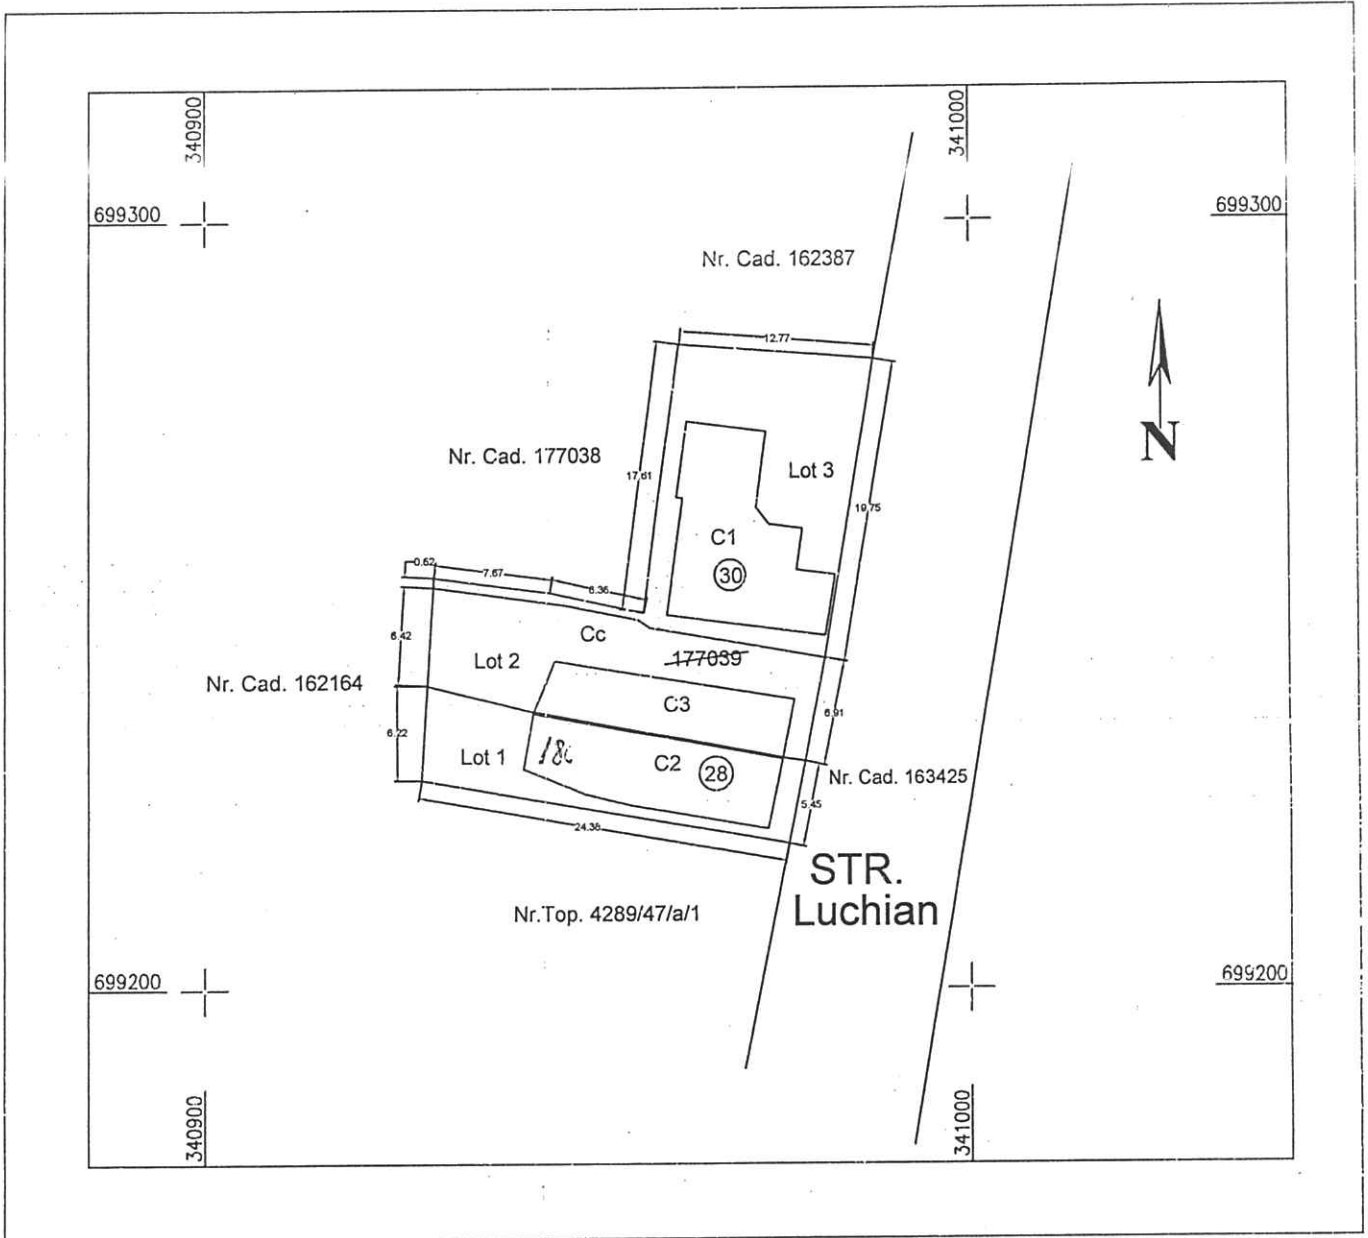 340900
341000
699300
699300
Nr. Cad. 162387
12.77
Nr. Cad. 177038
17.61
Lot 3
19.75
N
C1
30
0.62
7.67
6.36
6.42
Cc
177039
Lot 2
Nr. Cad. 162164
C3
6.91
6.22
Lot 1
C2
28
Nr. Cad. 163425
5.45
24.38
STR.
Luchian
Nr.Top. 4289/47/a/1
699200
699200
340900
341000